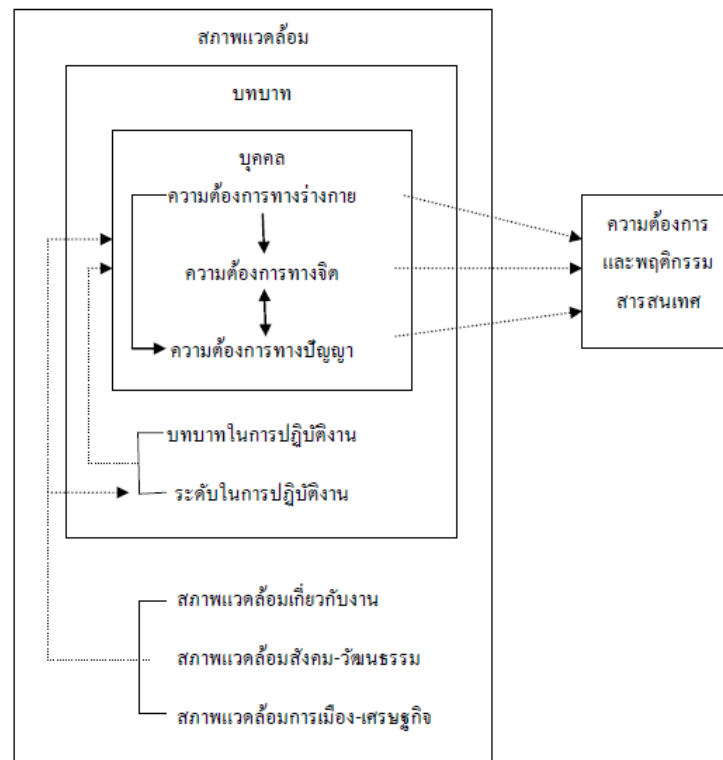 สภาพแวดล้อม
บทบาท
บุคคล
ความต้องการทางร่างกาย
ความต้องการทางจิต
ความต้องการทางปัญญา
ความต้องการ
และพฤติกรรม
สารสนเทศ
บทบาทในการปฏิบัติงาน
ระดับในการปฏิบัติงาน
สภาพแวดล้อมเกี่ยวกับงาน
สภาพแวดล้อมสังคม-วัฒนธรรม
สภาพแวดล้อมการเมือง-เศรษฐกิจ